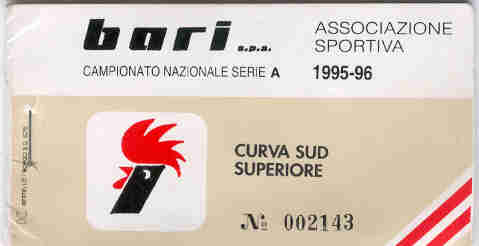 bari s.p.a.
ASSOCIAZIONE
SPORTIVA
CAMPIONATO NAZIONALE SERIE A
1995-96
CURVA SUD
SUPERIORE
№ 002143